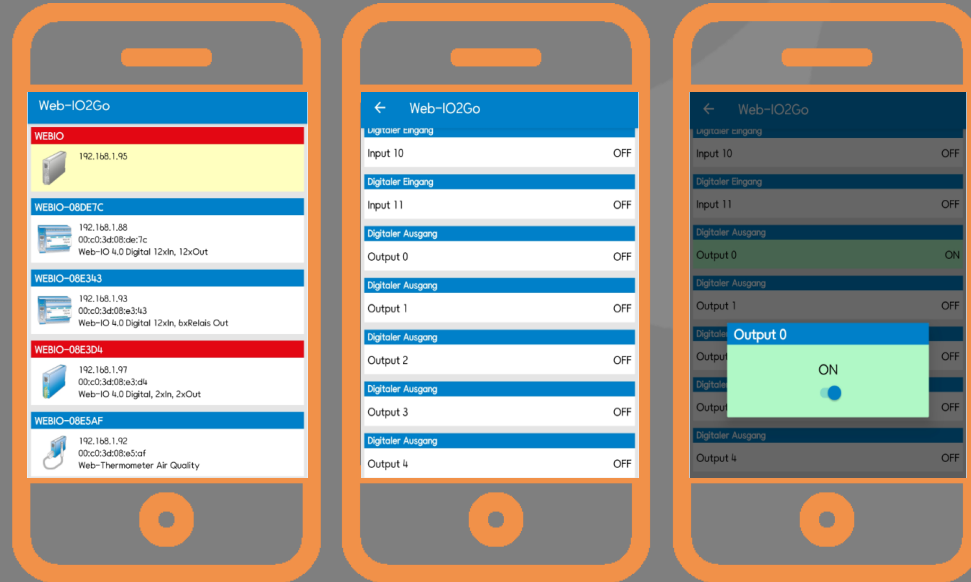 Web-IO2Go
WEBIO
192.168.1.95
WEBIO-08DE7C
192.168.1.88
00:c0:3d:08:de:7c
Web-IO 4.0 Digital 12xIn, 12xOut
WEBIO-08E343
192.168.1.93
00:c0:3d:08:e3:43
Web-IO 4.0 Digital 12xIn, 6xRelais Out
WEBIO-08E3D4
192.168.1.97
00:c0:3d:08:e3:d4
Web-IO 4.0 Digital, 2xIn, 2xOut
WEBIO-08E5AF
192.168.1.92
00:c0:3d:08:e5:af
Web-Thermometer Air Quality
Web-IO2Go
Digitaler Eingang
Input 10 OFF
Digitaler Eingang
Input 11 OFF
Digitaler Ausgang
Output 0 OFF
Digitaler Ausgang
Output 1 OFF
Digitaler Ausgang
Output 2 OFF
Digitaler Ausgang
Output 3 OFF
Digitaler Ausgang
Output 4 OFF
Web-IO2Go
Digitaler Eingang
Input 10 OFF
Digitaler Eingang
Input 11 OFF
Digitaler Ausgang
Output 0 ON
Digitaler Ausgang
Output 1 OFF
Digitale
Output OFF
Digitale
Output OFF
Digitaler Ausgang
Output 4 OFF
Output 0
ON